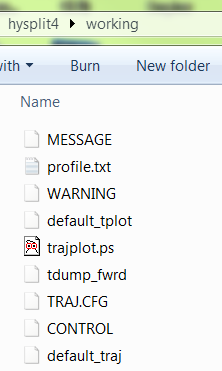 hysplit4 ▸ working
with ▾ Burn New folder
Name
MESSAGE
profile.txt
WARNING
default_tplot
trajplot.ps
tdump_fwrd
TRAJ.CFG
CONTROL
default_traj